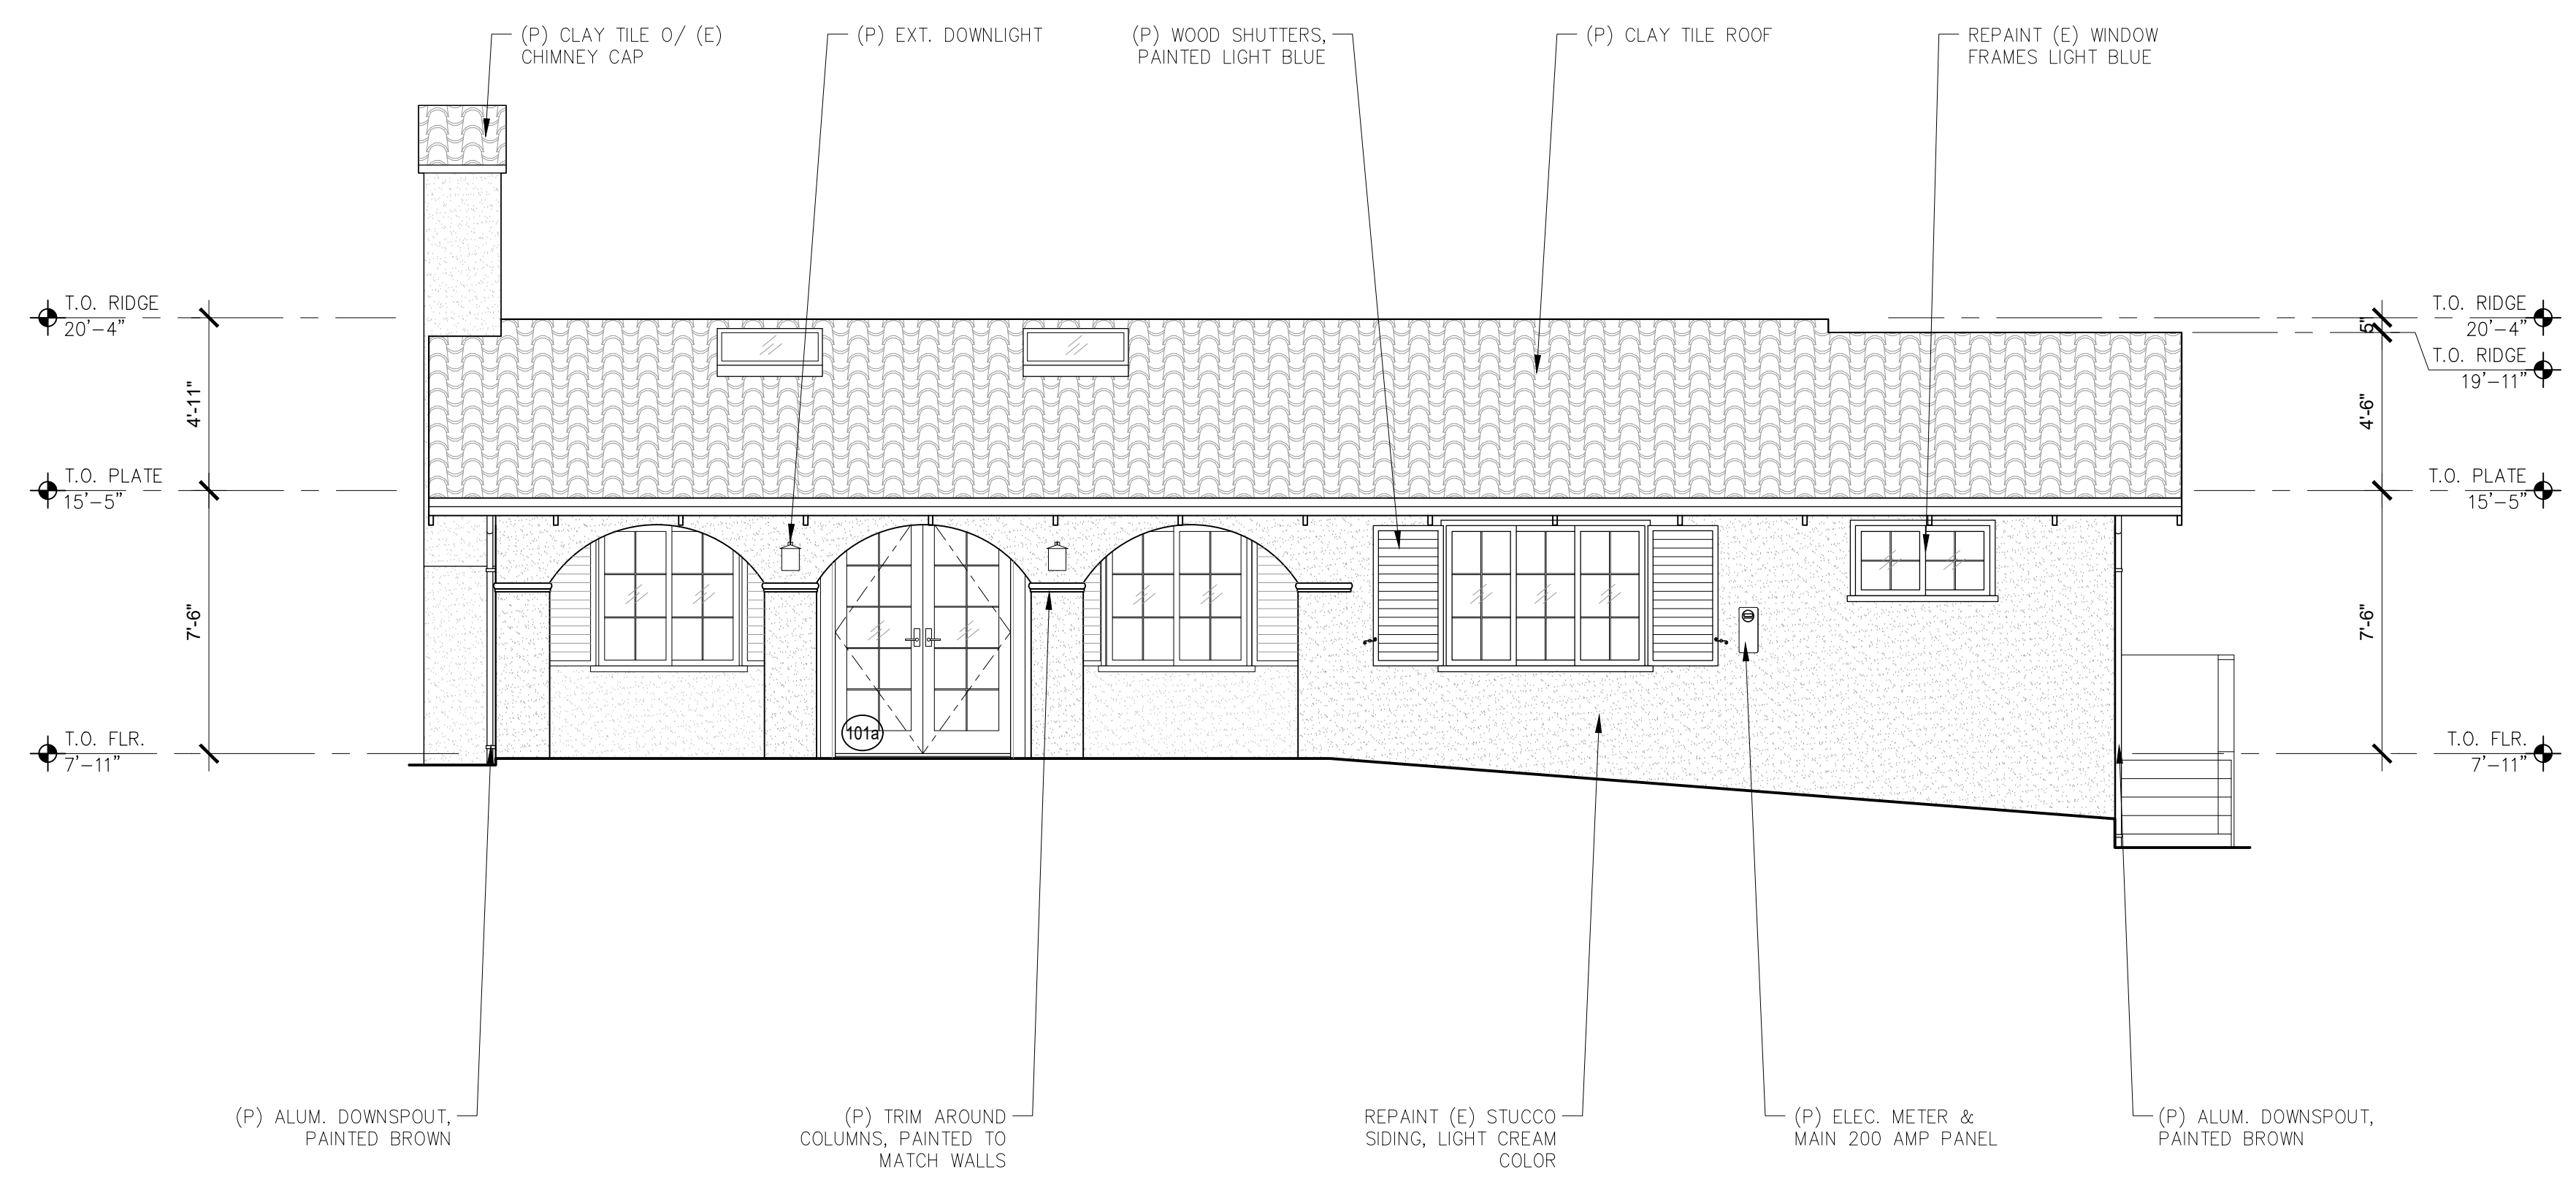 (P) CLAY TILE O/ (E)
CHIMNEY CAP
(P) EXT. DOWNLIGHT
(P) WOOD SHUTTERS,
PAINTED LIGHT BLUE
(P) CLAY TILE ROOF
REPAINT (E) WINDOW
FRAMES LIGHT BLUE
T.O. RIDGE
20'-4"
4'-11"
T.O. PLATE
15'-5"
7'-6"
T.O. FLR.
7'-11"
101a
T.O. RIDGE
20'-4"
5"
T.O. RIDGE
19'-11"
4'-6"
T.O. PLATE
15'-5"
7'-6"
T.O. FLR.
7'-11"
(P) ALUM. DOWNSPOUT,
PAINTED BROWN
(P) TRIM AROUND
COLUMNS, PAINTED TO
MATCH WALLS
REPAINT (E) STUCCO
SIDING, LIGHT CREAM
COLOR
(P) ELEC. METER &
MAIN 200 AMP PANEL
(P) ALUM. DOWNSPOUT,
PAINTED BROWN